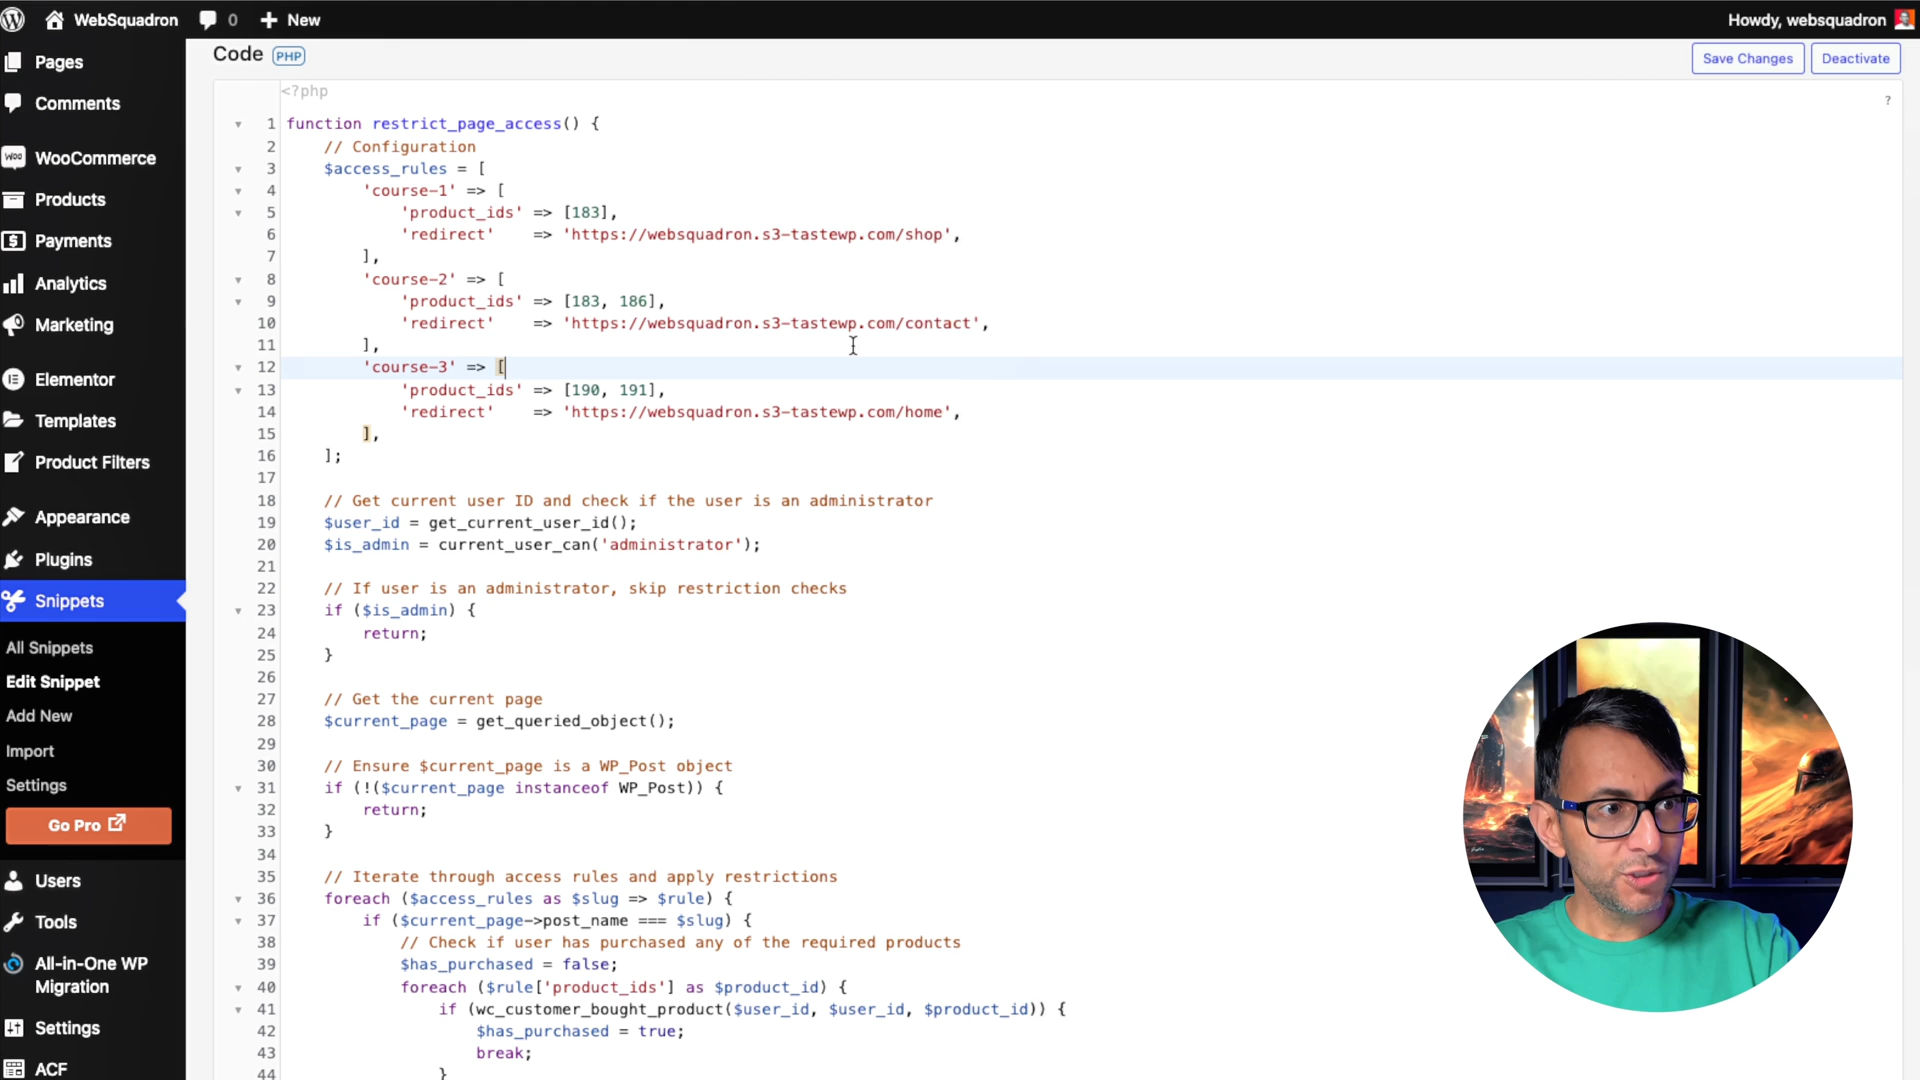 WebSquadron
0
New
Howdy, websquadron
Pages
Comments
WooCommerce
Products
Payments
Analytics
Marketing
Elementor
Templates
Product Filters
Appearance
Plugins
Snippets
All Snippets
Edit Snippet
Add New
Import
Settings
Go Pro
Users
Tools
All-in-One WP
Migration
Settings
ACF
Code PHP
Save Changes
Deactivate
?
<?php
1 function restrict_page_access() {
2 // Configuration
3 $access_rules = [
4 'course-1' => [
5 'product_ids' => [183],
6 'redirect'    => 'https://websquadron.s3-tastewp.com/shop',
7 ],
8 'course-2' => [
9 'product_ids' => [183, 186],
10 'redirect'    => 'https://websquadron.s3-tastewp.com/contact',
11 ],
12 'course-3' => [
13 'product_ids' => [190, 191],
14 'redirect'    => 'https://websquadron.s3-tastewp.com/home',
15 ],
16 ];
17
18 // Get current user ID and check if the user is an administrator
19 $user_id = get_current_user_id();
20 $is_admin = current_user_can('administrator');
21
22 // If user is an administrator, skip restriction checks
23 if ($is_admin) {
24 return;
25 }
26
27 // Get the current page
28 $current_page = get_queried_object();
29
30 // Ensure $current_page is a WP_Post object
31 if (!($current_page instanceof WP_Post)) {
32 return;
33 }
34
35 // Iterate through access rules and apply restrictions
36 foreach ($access_rules as $slug => $rule) {
37 if ($current_page->post_name === $slug) {
38 // Check if user has purchased any of the required products
39 $has_purchased = false;
40 foreach ($rule['product_ids'] as $product_id) {
41 if (wc_customer_bought_product($user_id, $user_id, $product_id)) {
42 $has_purchased = true;
43 break;
44 }